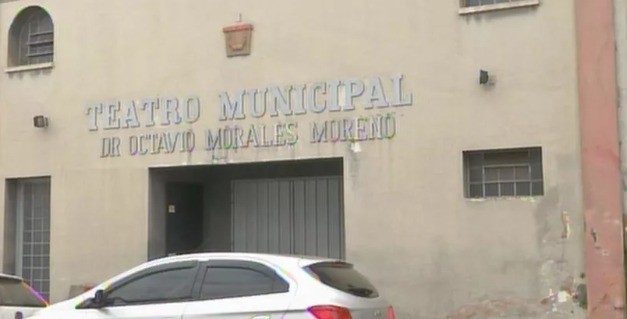 TEATRO MUNICIPAL
DR OCTAVIO MORALES MORENO